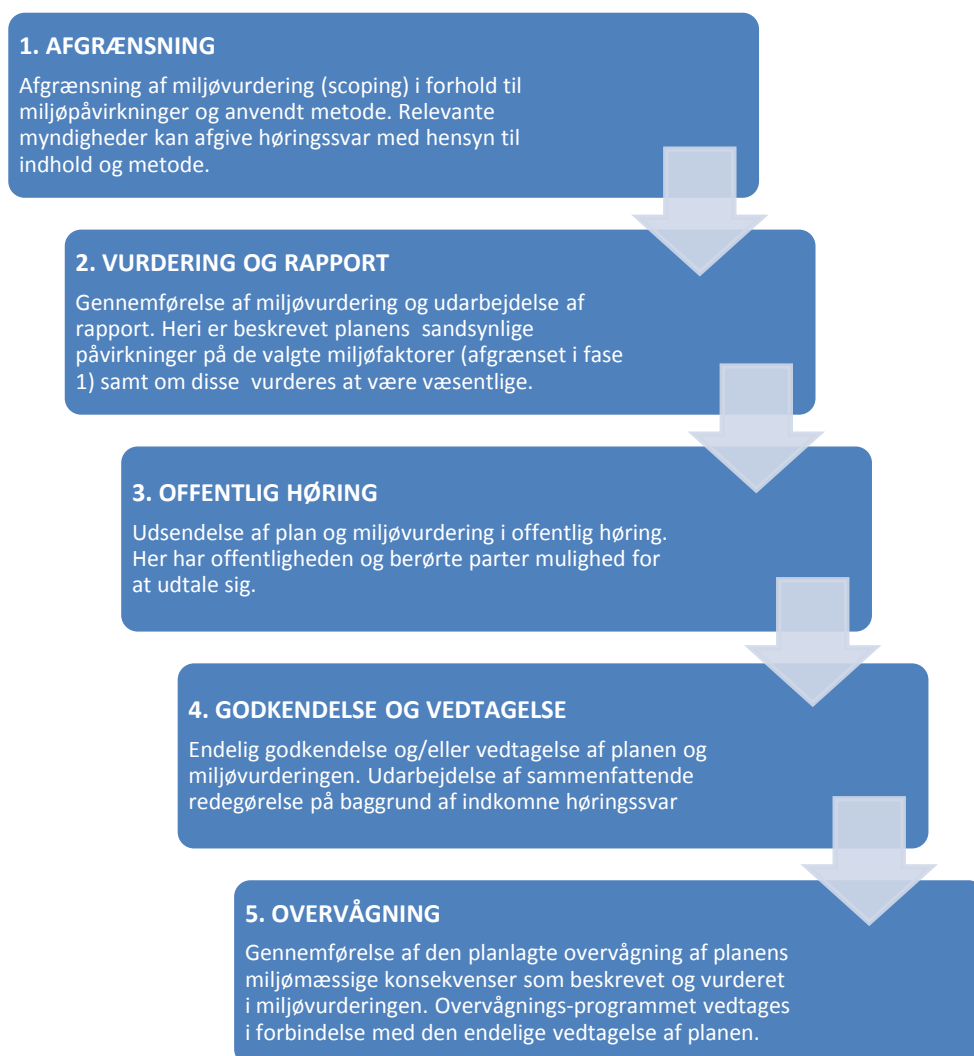 1. AFGRÆNSNING
Afgrænsning af miljøvurdering (scoping) i forhold til
miljøpåvirkninger og anvendt metode. Relevante
myndigheder kan afgive høringssvar med hensyn til
indhold og metode.
2. VURDERING OG RAPPORT
Gennemførelse af miljøvurdering og udarbejdelse af
rapport. Heri er beskrevet planens sandsynlige
påvirkninger på de valgte miljøfaktorer (afgrænset i fase
1) samt om disse vurderes at være væsentlige.
3. OFFENTLIG HØRING
Udsendelse af plan og miljøvurdering i offentlig høring.
Her har offentligheden og berørte parter mulighed for
at udtale sig.
4. GODKENDELSE OG VEDTAGELSE
Endelig godkendelse og/eller vedtagelse af planen og
miljøvurderingen. Udarbejdelse af sammenfattende
redegørelse på baggrund af indkomne høringssvar
5. OVERVÅGNING
Gennemførelse af den planlagte overvågning af planens
miljømæssige konsekvenser som beskrevet og vurderet
i miljøvurderingen. Overvågnings-programmet vedtages
i forbindelse med den endelige vedtagelse af planen.